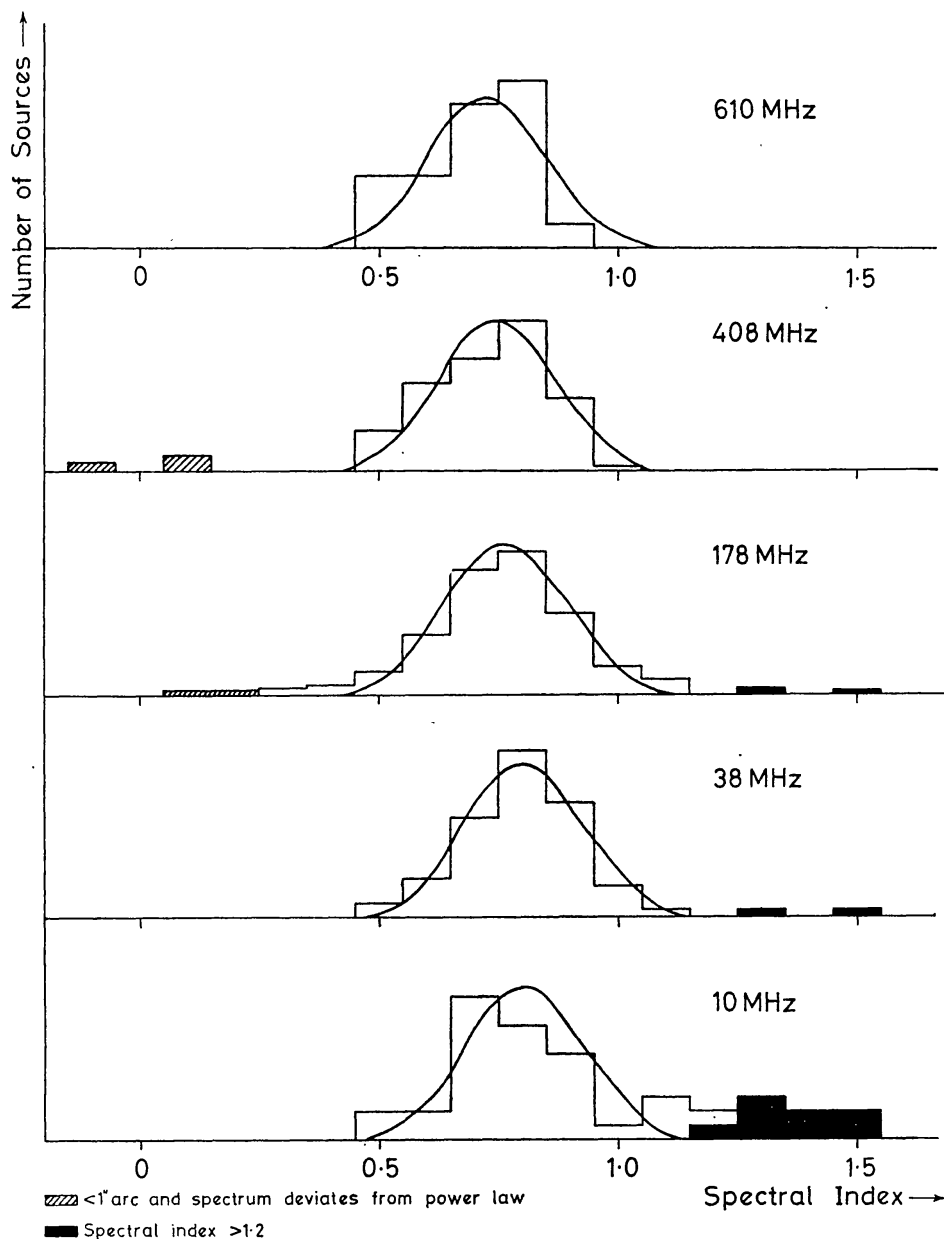 Number of Sources →
610 MHz
0 0·5 1·0 1·5
408 MHz
178 MHz
38 MHz
10 MHz
0 0·5 1·0 1·5
<1" arc and spectrum deviates from power law
Spectral Index →
Spectral index >1·2